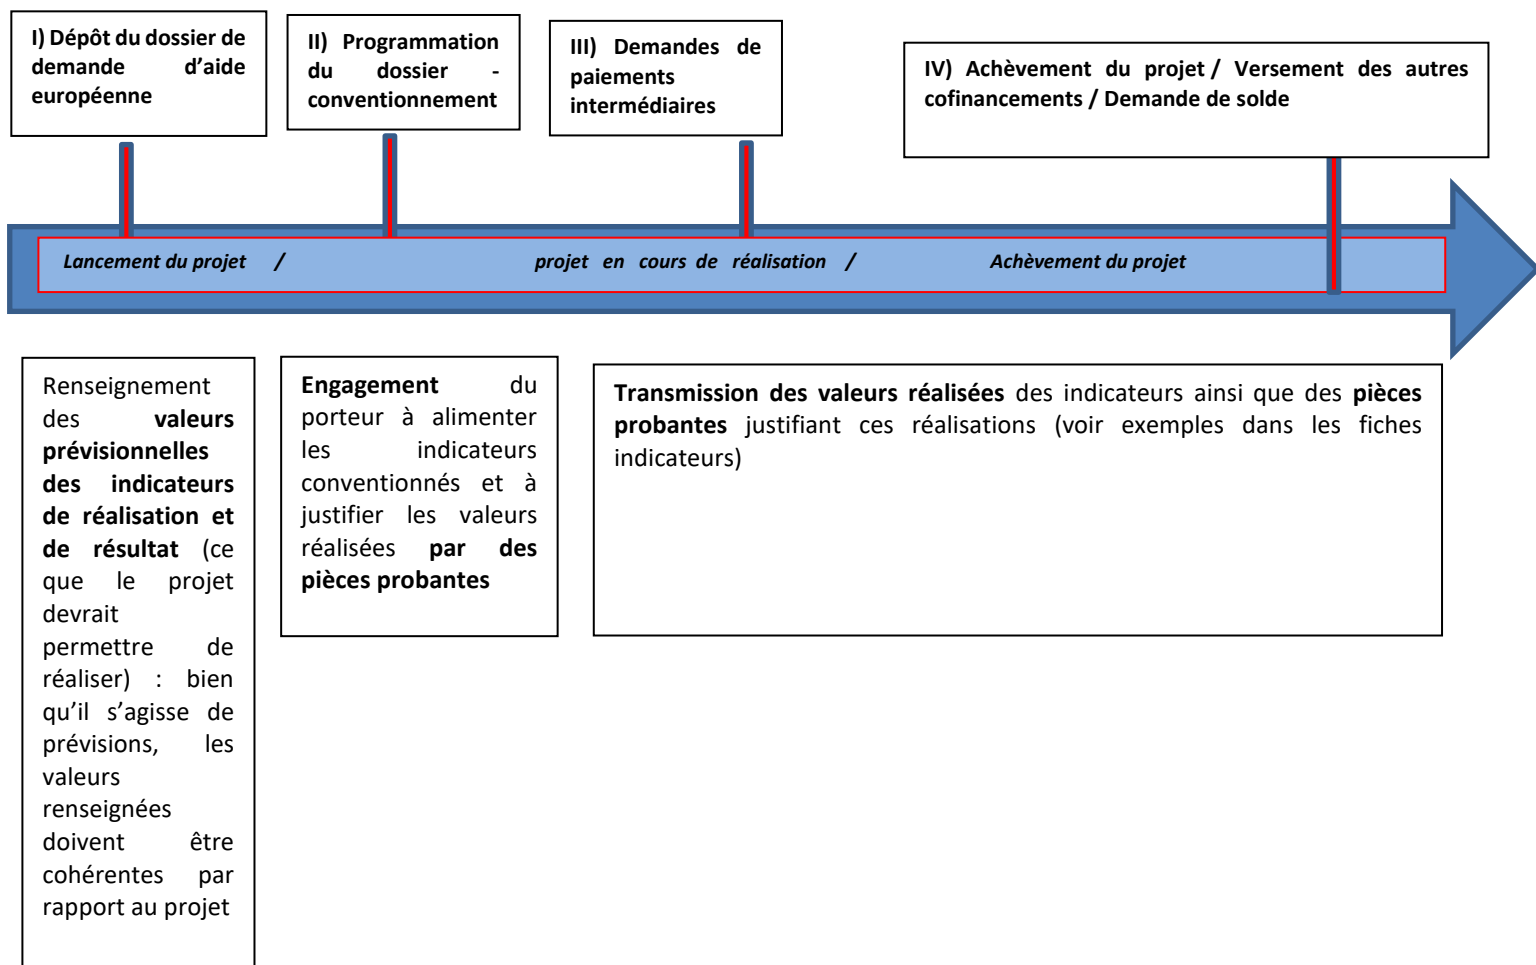 I) Dépôt du dossier de
demande d’aide
européenne
II) Programmation
du dossier -
conventionnement
III) Demandes de
paiements
intermédiaires
IV) Achèvement du projet / Versement des autres
cofinancements / Demande de solde
Lancement du projet / projet en cours de réalisation / Achèvement du projet
Renseignement
des valeurs
prévisionnelles
des indicateurs
de réalisation et
de résultat (ce
que le projet
devrait
permettre de
réaliser) : bien
qu’il s’agisse de
prévisions, les
valeurs
renseignées
doivent être
cohérentes par
rapport au projet
Engagement du
porteur à alimenter
les indicateurs
conventionnés et à
justifier les valeurs
réalisées par des
pièces probantes
Transmission des valeurs réalisées des indicateurs ainsi que des pièces
probantes justifiant ces réalisations (voir exemples dans les fiches
indicateurs)